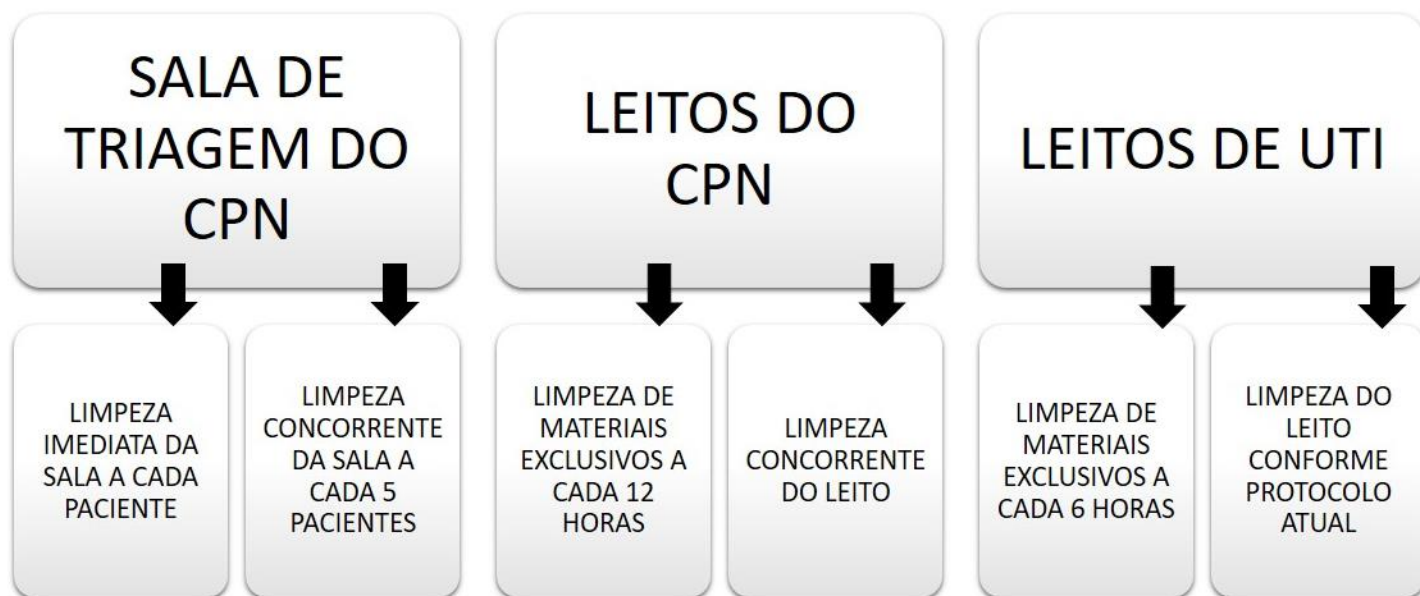 SALA DE
TRIAGEM DO
CPN
LEITOS DO
CPN
LEITOS DE UTI
LIMPEZA
IMEDIATA DA
SALA A CADA
PACIENTE
LIMPEZA
CONCORRENTE
DA SALA A
CADA 5
PACIENTES
LIMPEZA DE
MATERIAIS
EXCLUSIVOS A
CADA 12
HORAS
LIMPEZA
CONCORRENTE
DO LEITO
LIMPEZA DE
MATERIAIS
EXCLUSIVOS A
CADA 6 HORAS
LIMPEZA DO
LEITO
CONFORME
PROTOCOLO
ATUAL